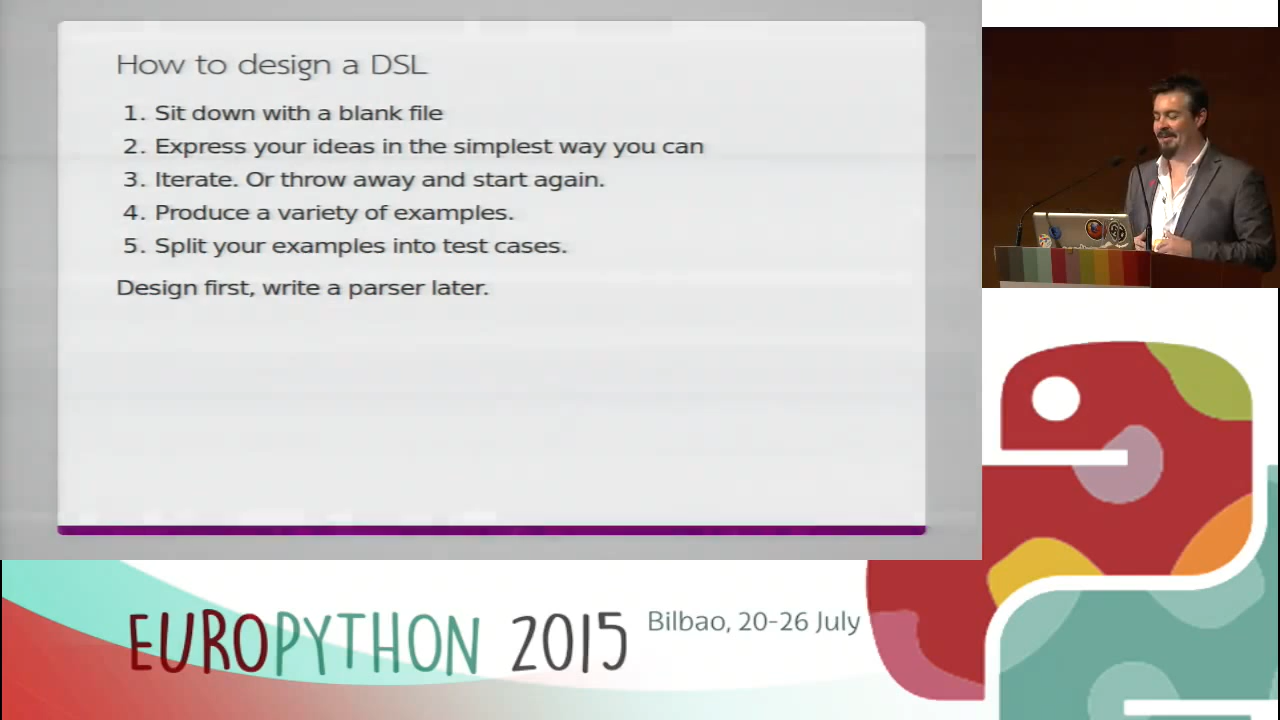 How to design a DSL
1. Sit down with a blank file
2. Express your ideas in the simplest way you can
3. Iterate. Or throw away and start again.
4. Produce a variety of examples.
5. Split your examples into test cases.
Design first, write a parser later.
EUROPYTHON 2015
Bilbao, 20-26 July